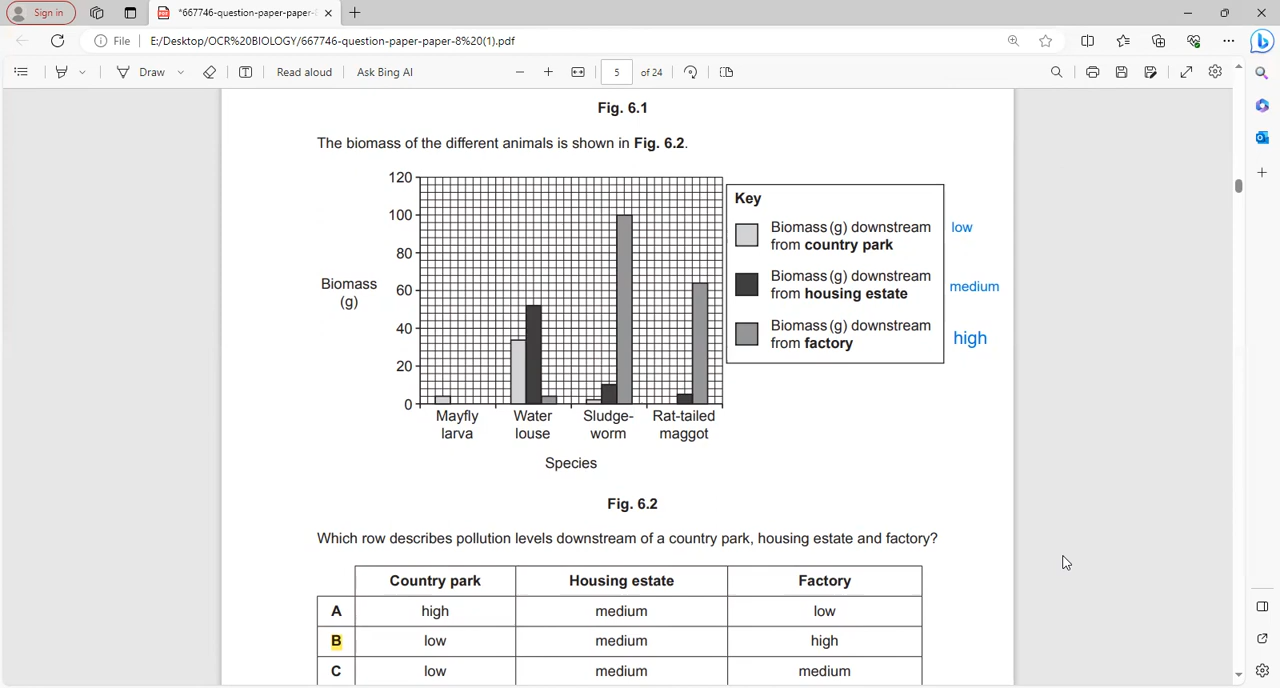 Sign in
*667746-question-paper-paper-8
File
E:/Desktop/OCR%20BIOLOGY/667746-question-paper-paper-8%20(1).pdf
Draw
Read aloud
Ask Bing AI
5
of 24
Fig. 6.1
The biomass of the different animals is shown in Fig. 6.2.
120
100
80
60
40
20
0
Biomass
(g)
Mayfly
larva
Water
louse
Sludge-
worm
Rat-tailed
maggot
Species
Key
Biomass (g) downstream
from country park
low
Biomass (g) downstream
from housing estate
medium
Biomass (g) downstream
from factory
high
Fig. 6.2
Which row describes pollution levels downstream of a country park, housing estate and factory?
Country park Housing estate Factory
A high medium low
B low medium high
C low medium medium